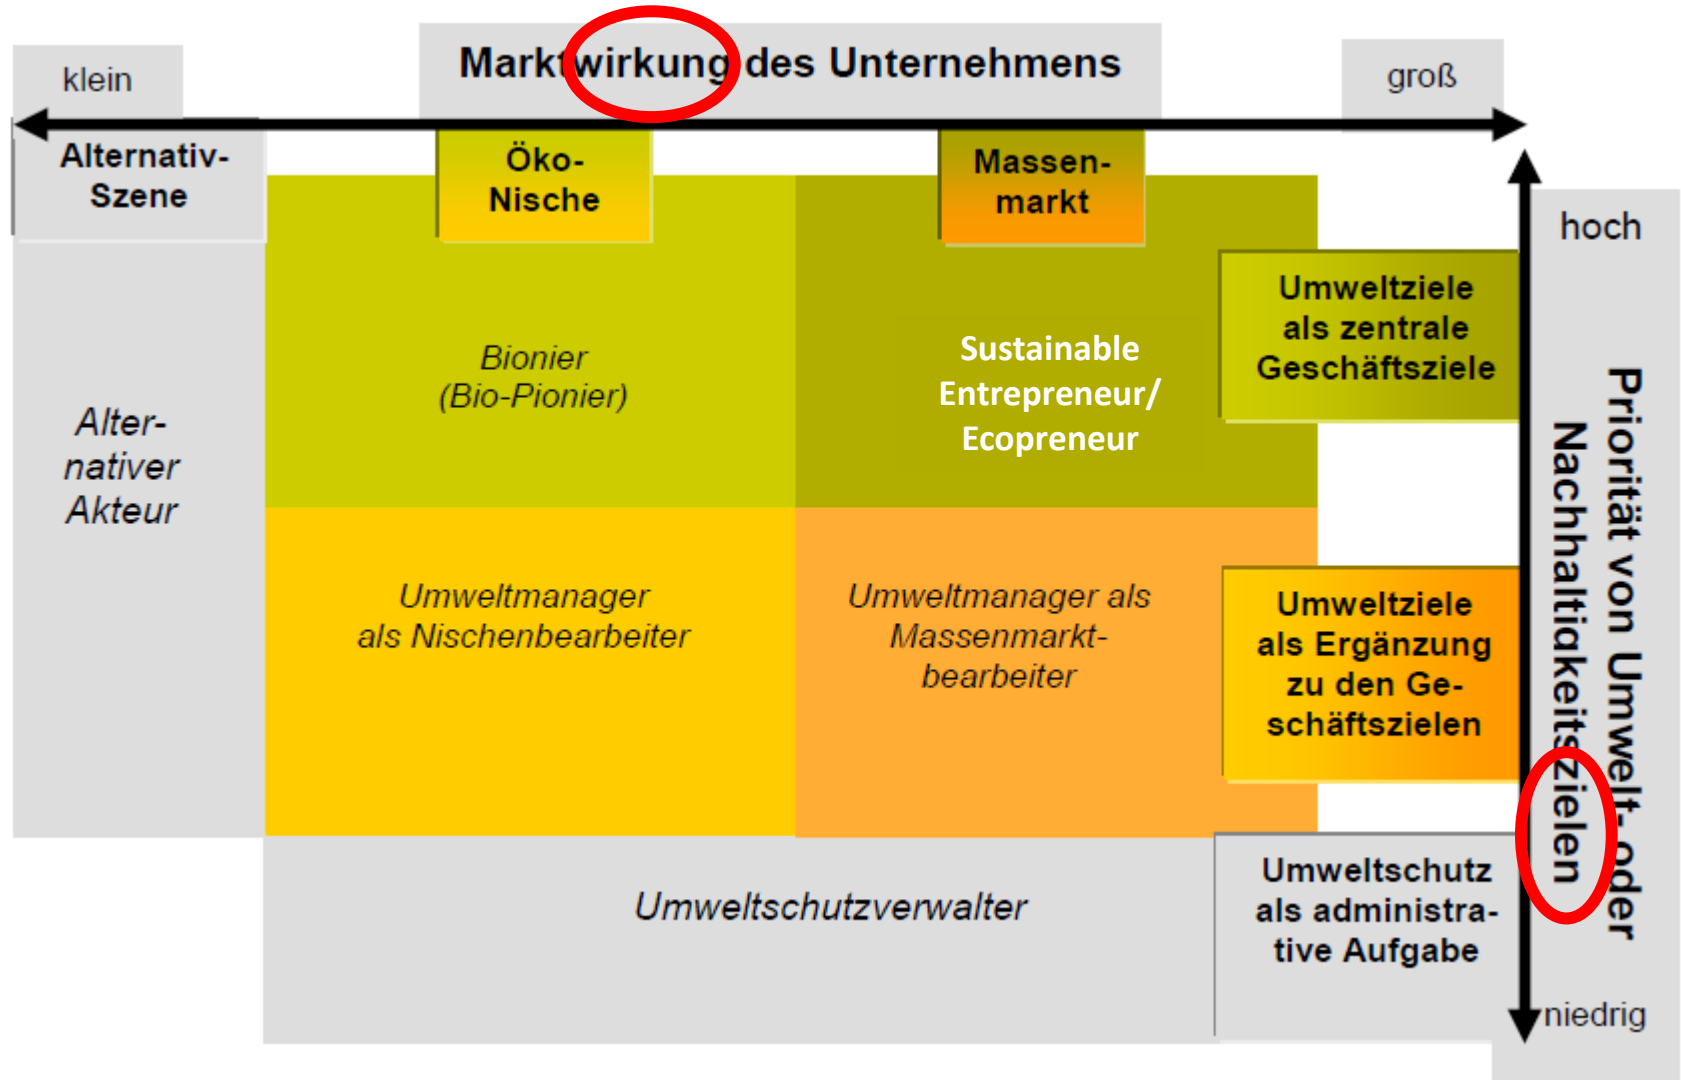 Marktwirkung des Unternehmens
klein
groß
Alternativ-
Szene
Öko-
Nische
Massen-
markt
hoch
Umweltziele
als zentrale
Geschäftsziele
Bionier
(Bio-Pionier)
Sustainable
Entrepreneur/
Ecopreneur
Alter-
nativer
Akteur
Umweltmanager
als Nischenbearbeiter
Umweltmanager als
Massenmarkt-
bearbeiter
Umweltziele
als Ergänzung
zu den Ge-
schäftszielen
Priorität von Umwelt- oder
Nachhaltigkeitszielen
Umweltschutzverwalter
Umweltschutz
als administra-
tive Aufgabe
niedrig